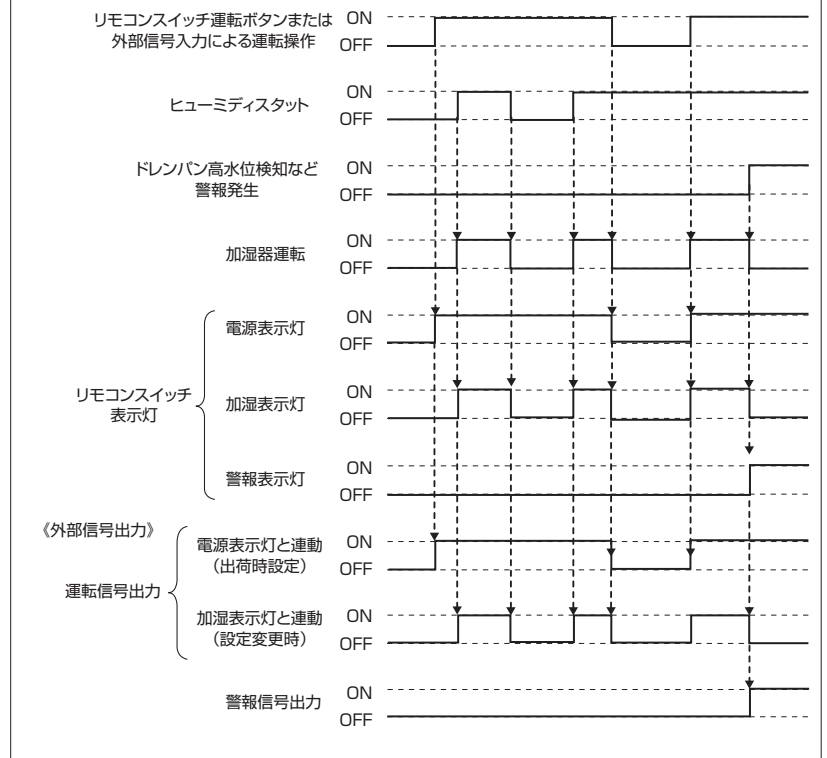 リモコンスイッチ運転ボタンまたは
外部信号入力による運転操作
ON
OFF
ヒューミディスタット
ON
OFF
ドレンパン高水位検知など
警報発生
ON
OFF
加湿器運転
ON
OFF
リモコンスイッチ
表示灯
電源表示灯
ON
OFF
加湿表示灯
ON
OFF
警報表示灯
ON
OFF
《外部信号出力》
運転信号出力
電源表示灯と連動
（出荷時設定）
ON
OFF
加湿表示灯と連動
（設定変更時）
ON
OFF
警報信号出力
ON
OFF